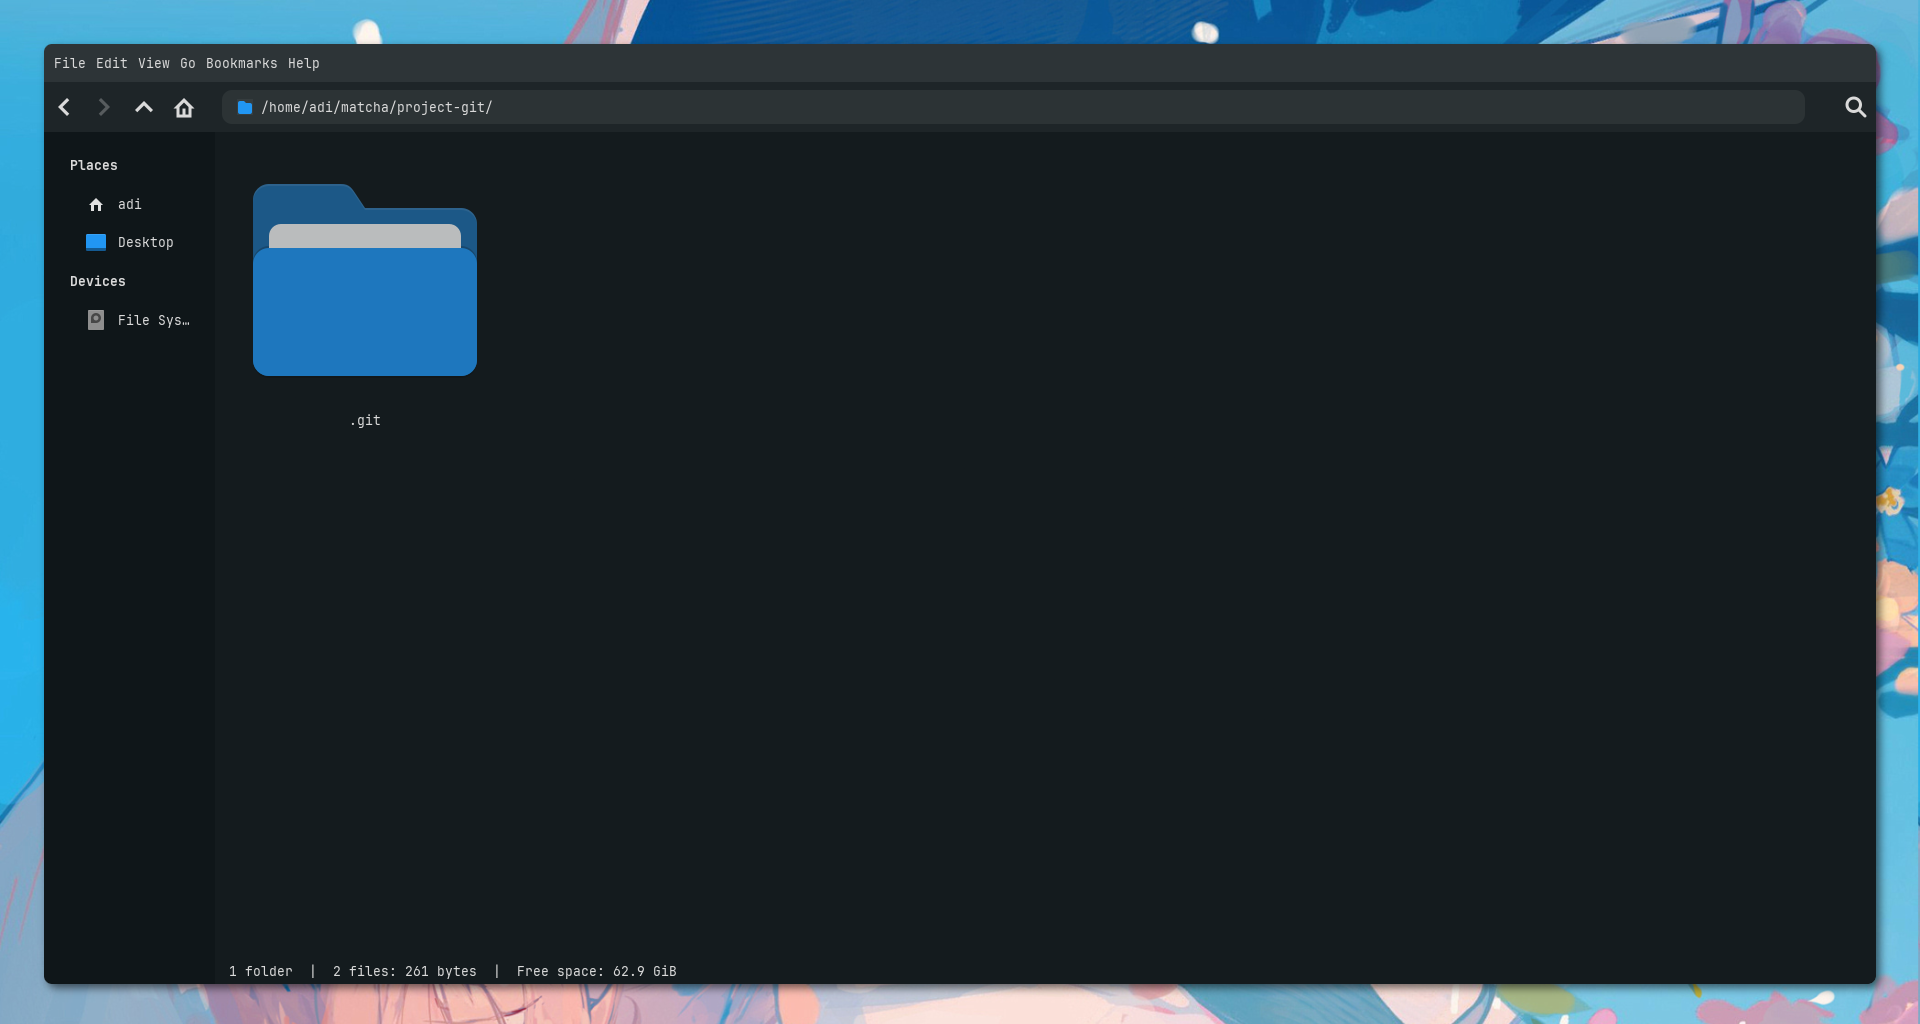 File Edit View Go Bookmarks Help
/home/adi/matcha/project-git/
Places
adi
Desktop
Devices
File Sys…
.git
1 folder | 2 files: 261 bytes | Free space: 62.9 GiB